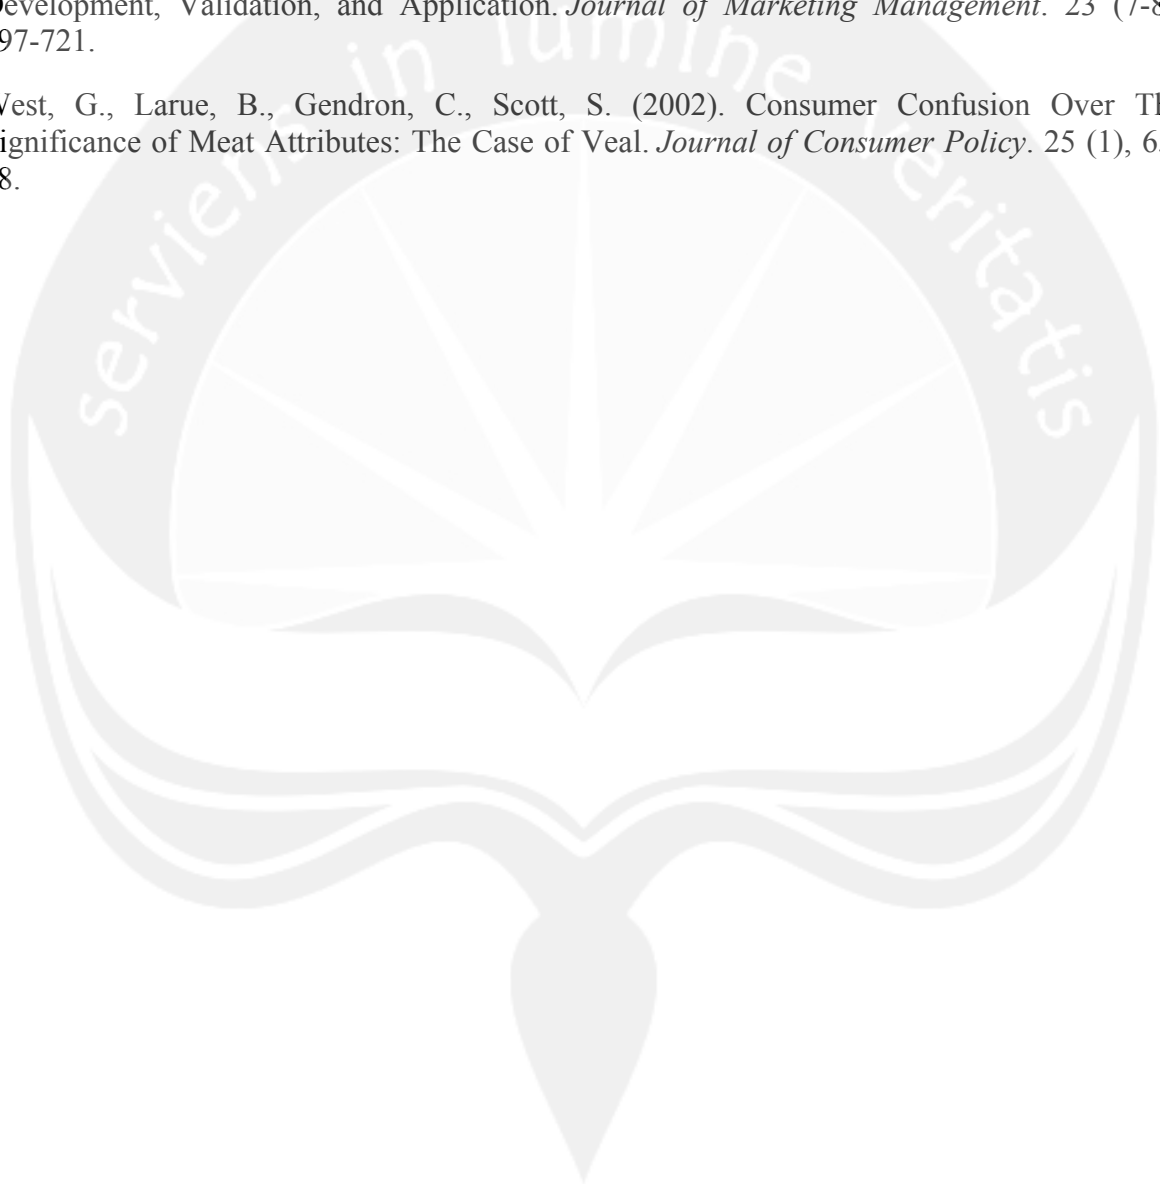 Development, Validation, and Application. Journal of Marketing Management. 23 (7-8
97-721.
West, G., Larue, B., Gendron, C., Scott, S. (2002). Consumer Confusion Over Th
ignificance of Meat Attributes: The Case of Veal. Journal of Consumer Policy. 25 (1), 6
8.
serviens in lumine veritatis